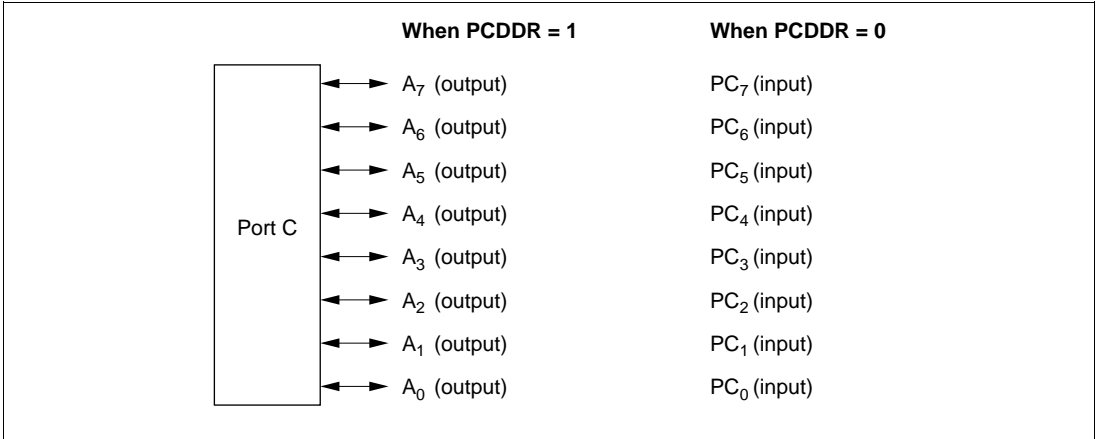 When PCDDR = 1 When PCDDR = 0
A7 (output) PC7 (input)
A6 (output) PC6 (input)
A5 (output) PC5 (input)
A4 (output) PC4 (input)
Port C
A3 (output) PC3 (input)
A2 (output) PC2 (input)
A1 (output) PC1 (input)
A0 (output) PC0 (input)